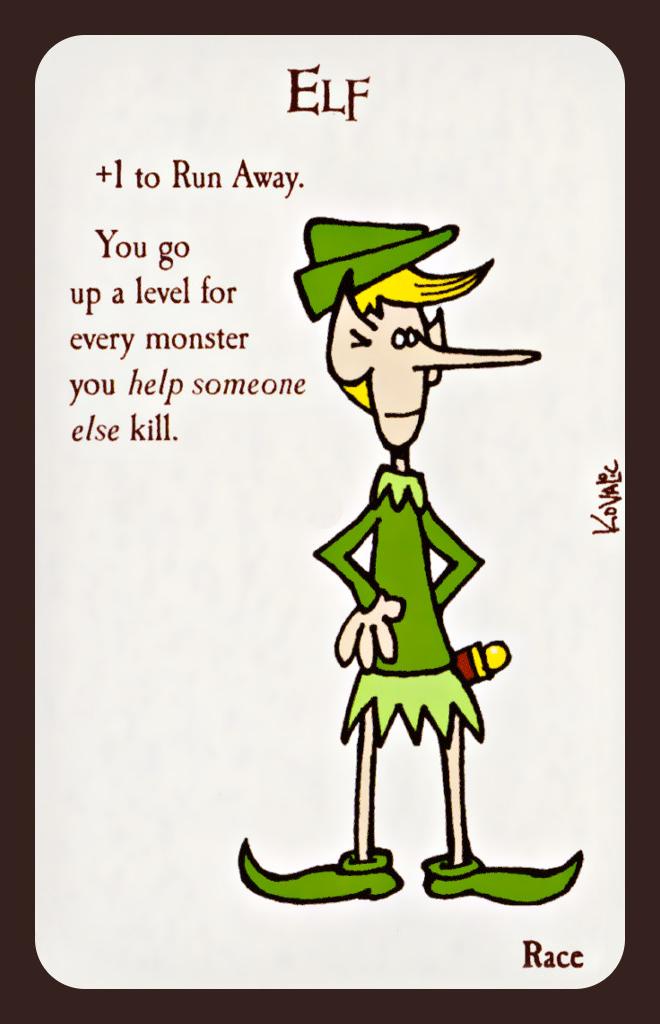 ELF
+1 to Run Away.
You go
up a level for
every monster
you help someone
else kill.
KOVALIC
Race